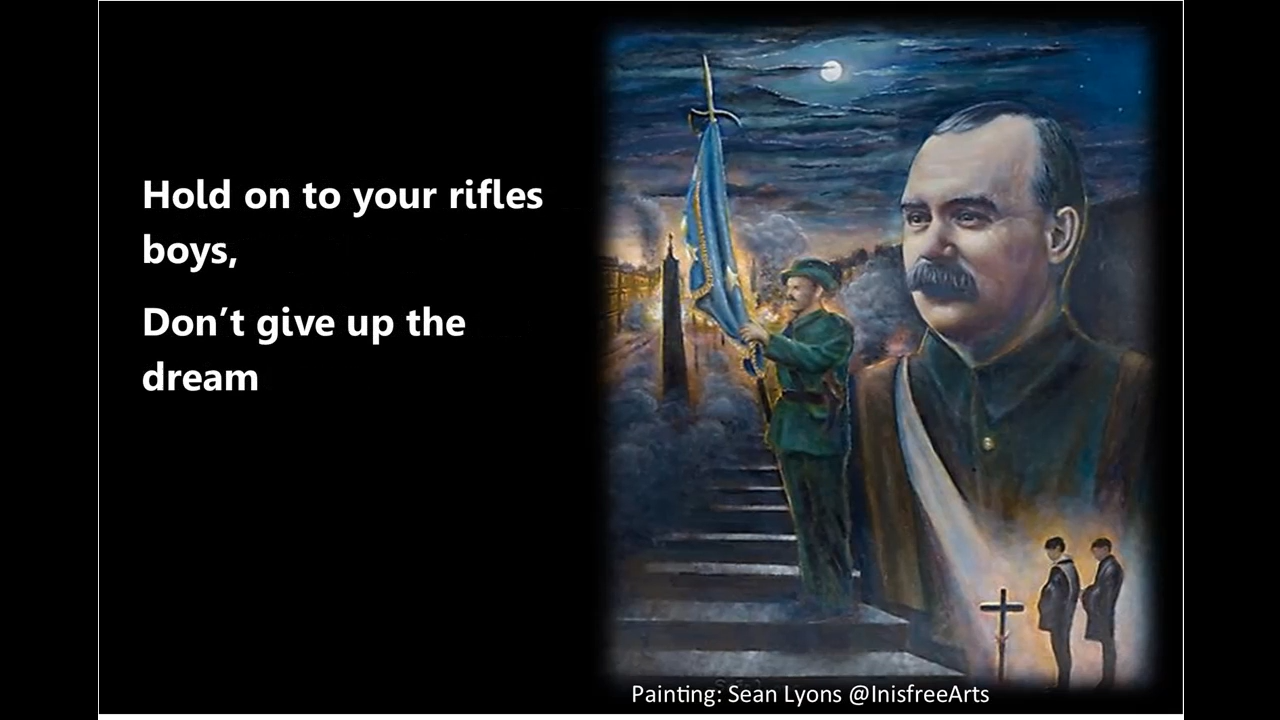 Hold on to your rifles
boys,
Don’t give up the
dream
Painting: Sean Lyons @InisfreeArts